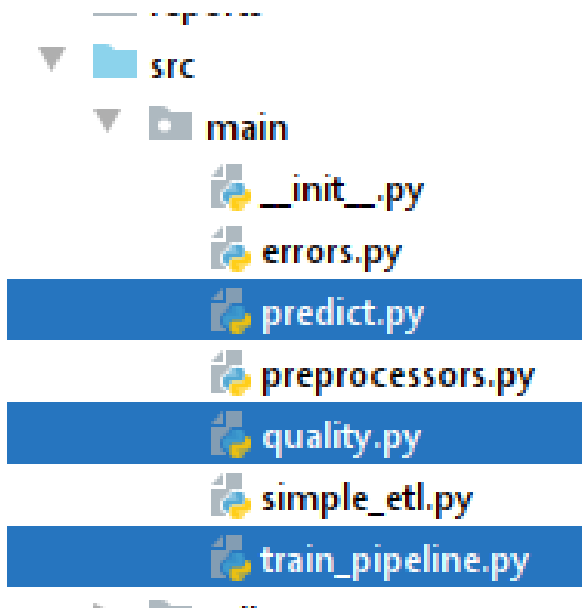 src
main
__init__.py
errors.py
predict.py
preprocessors.py
quality.py
simple_etl.py
train_pipeline.py